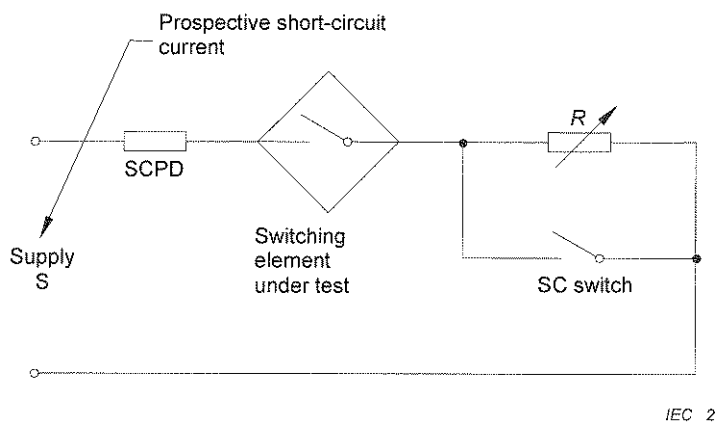 Prospective short-circuit
current
R
SCPD
Switching
element
under test
Supply
S
SC switch
IEC 2